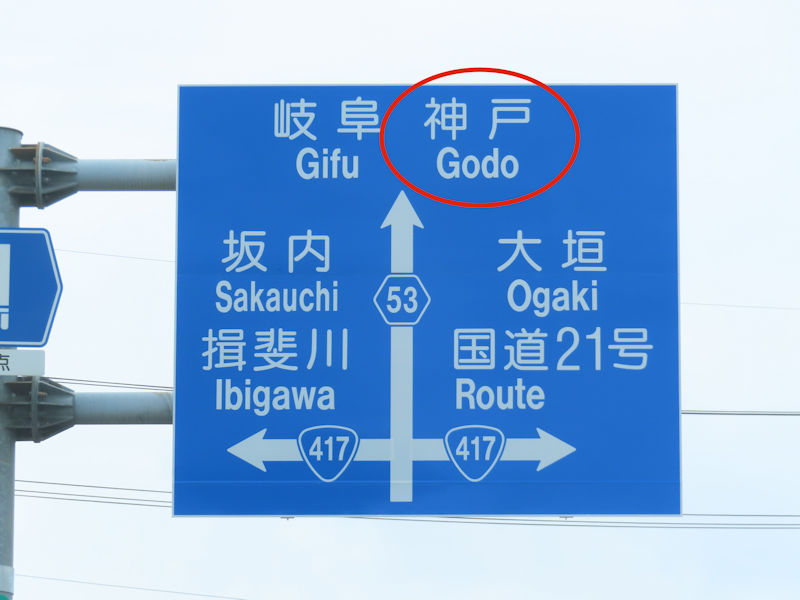 岐阜 神戸
Gifu Godo
坂内 大垣
Sakauchi Ogaki
53
揖斐川 国道21号
Ibigawa Route
417 417
点